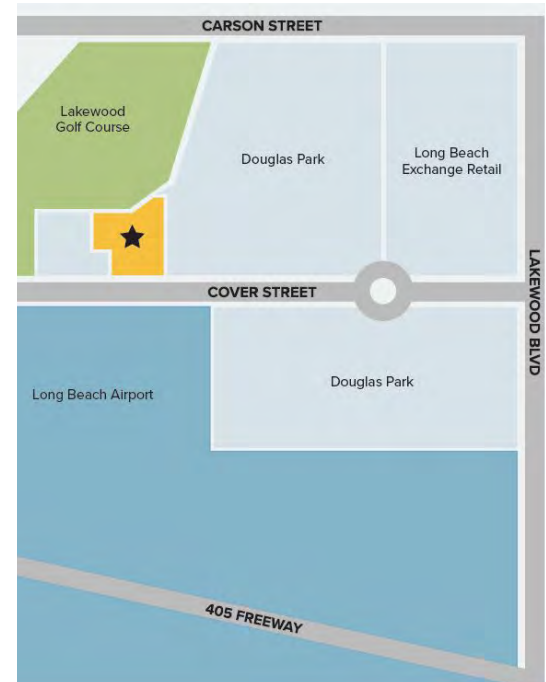 CARSON STREET
Lakewood
Golf Course
Douglas Park
Long Beach
Exchange Retail
LAKEWOOD BLVD
COVER STREET
Long Beach Airport
Douglas Park
405 FREEWAY